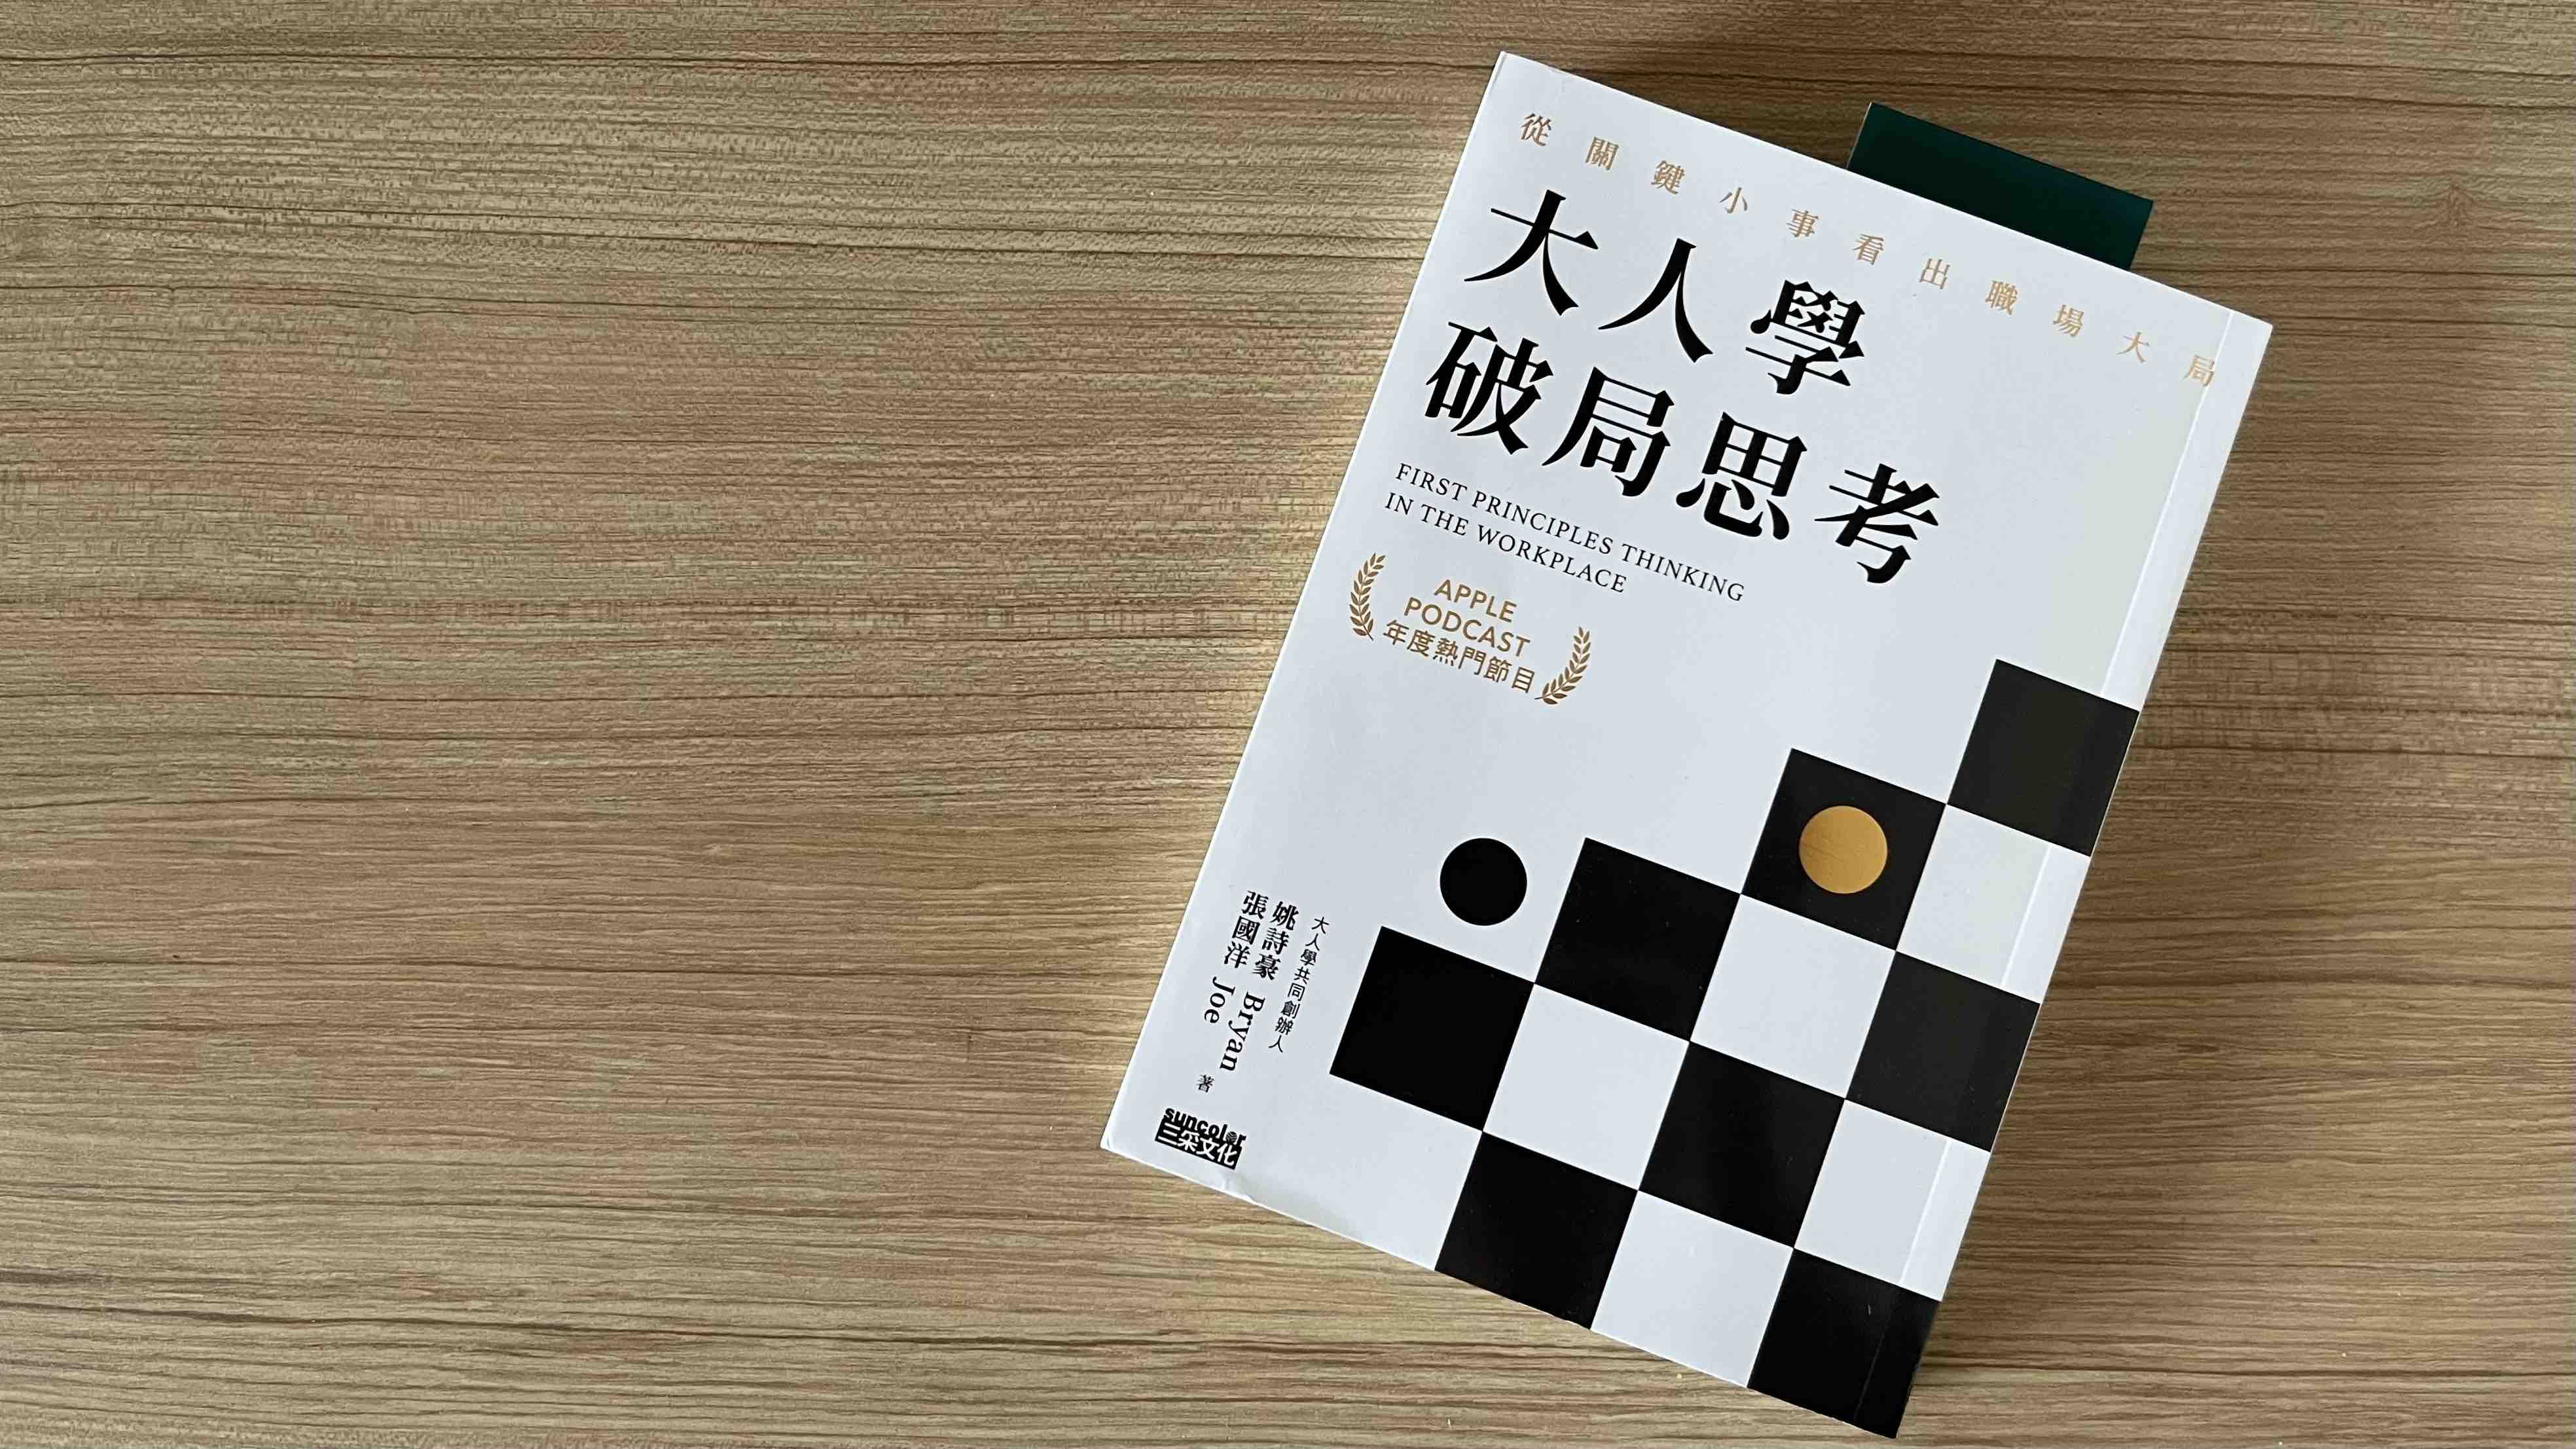 從關鍵小事看出職場大局
大人學
破局思考
FIRST PRINCIPLES THINKING
IN THE WORKPLACE
APPLE
PODCAST
年度熱門節目
大人學共同創辦人
姚詩豪 Bryan
張國洋 Joe
著
suncolor
三采文化